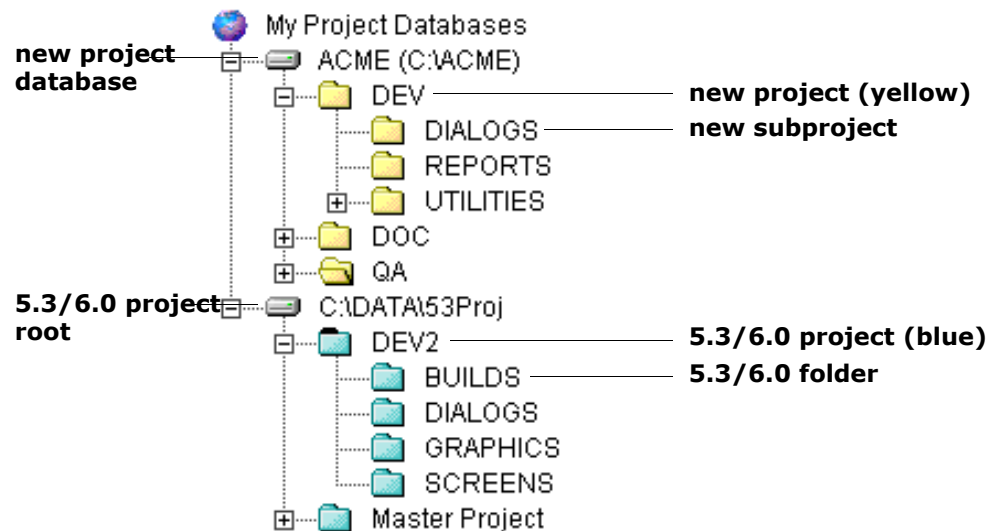 My Project Databases
new project
database
ACME (C:\ACME)
DEV
new project (yellow)
DIALOGS
new subproject
REPORTS
UTILITIES
DOC
QA
5.3/6.0 project
root
C:\DATA\53Proj
DEV2
5.3/6.0 project (blue)
BUILDS
5.3/6.0 folder
DIALOGS
GRAPHICS
SCREENS
Master Project